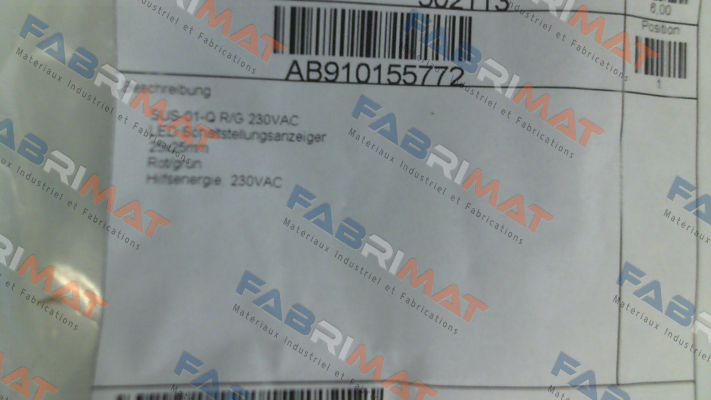 6,00
Position
AB910155772
1
Beschreibung
SUS-01-Q R/G 230VAC
LED Schaltstellungsanzeiger
25x25mm
Rot/grün
Hilfsenergie: 230VAC
FABRIMAT
Materiaux Industriel et Fabrications